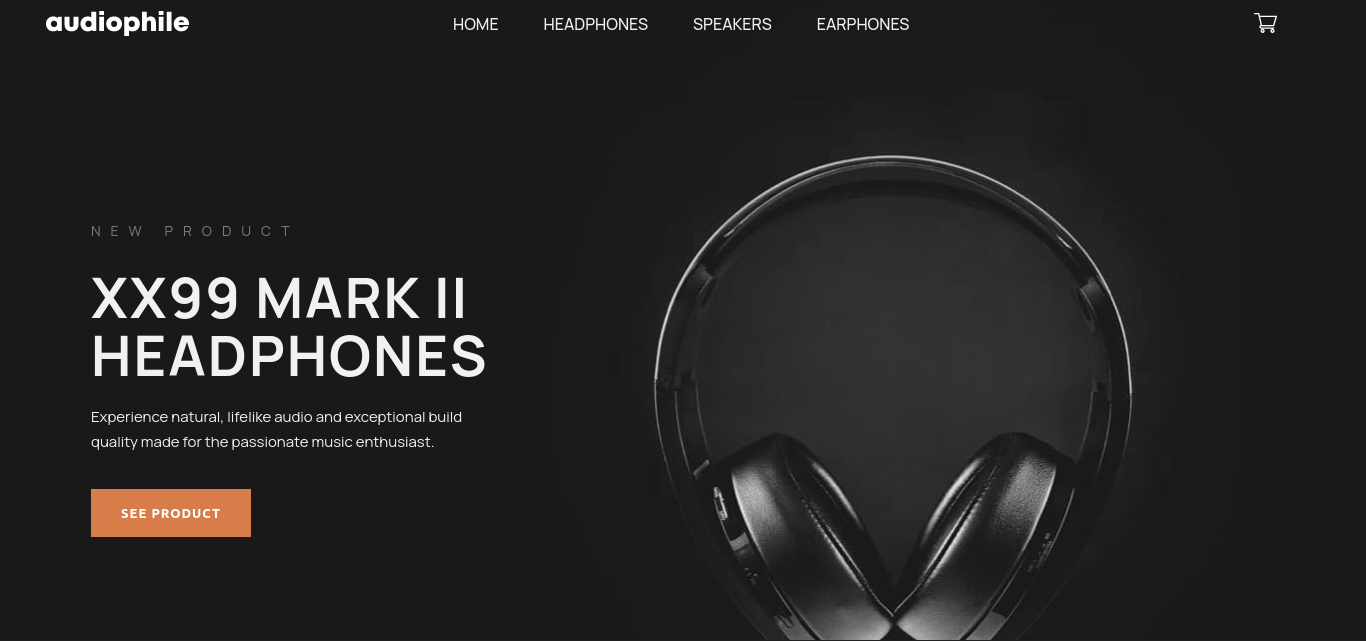 audiophile
HOME HEADPHONES SPEAKERS EARPHONES
NEW PRODUCT
XX99 MARK II
HEADPHONES
Experience natural, lifelike audio and exceptional build
quality made for the passionate music enthusiast.
SEE PRODUCT